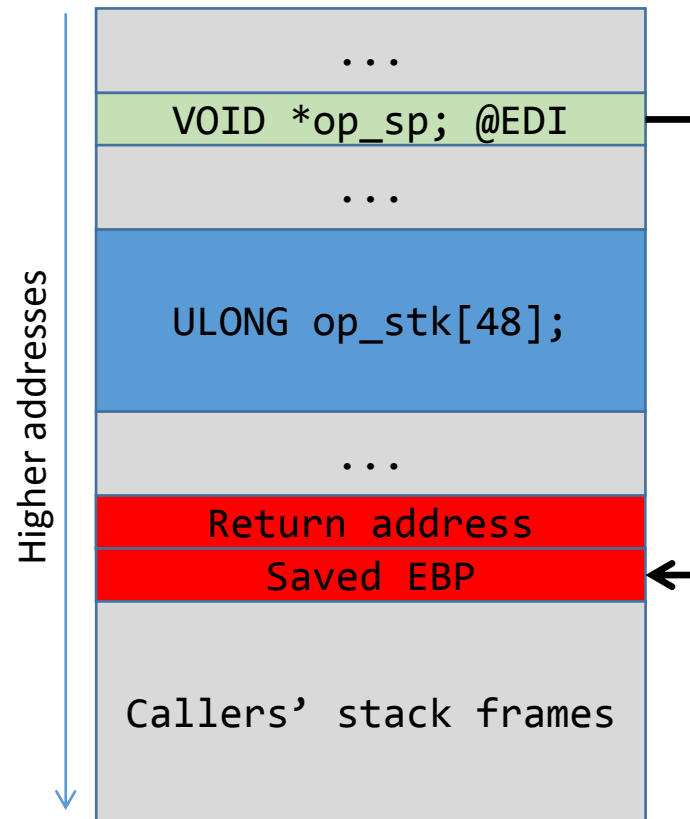 ...
VOID *op_sp; @EDI
...
ULONG op_stk[48];
...
Return address
Saved EBP
Callers’ stack frames
Higher addresses